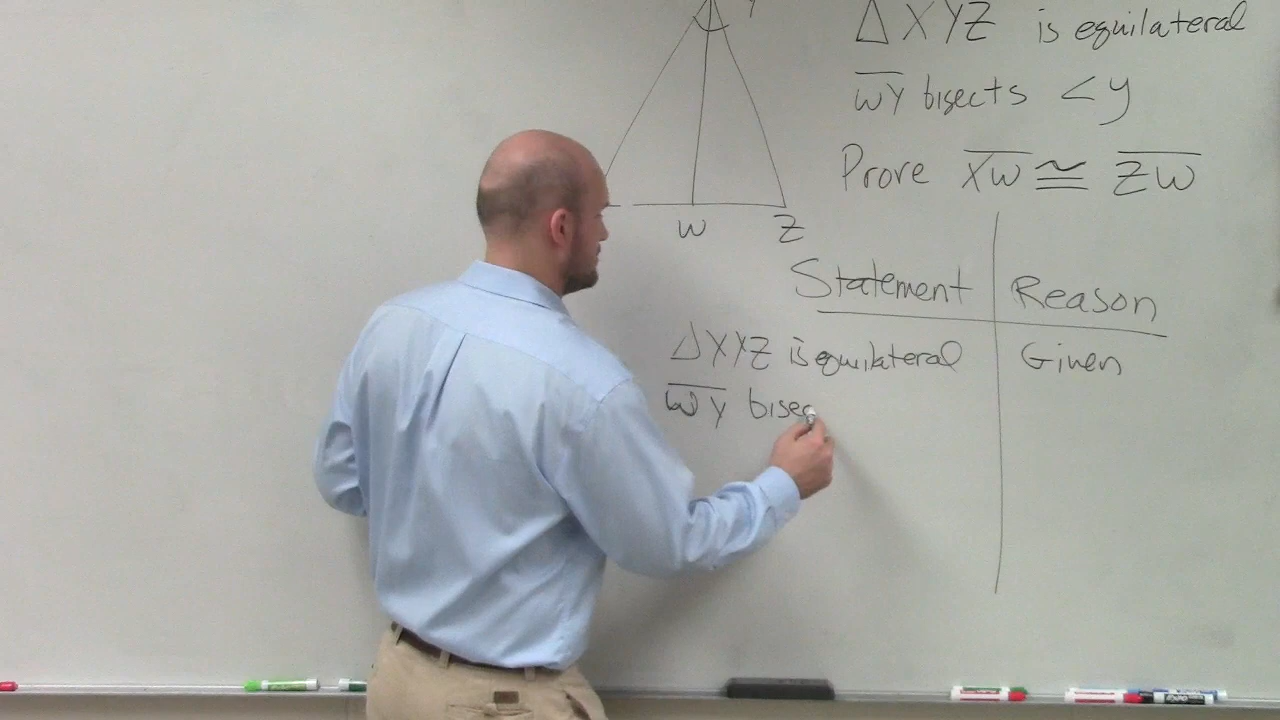 Y
△XYZ is equilateral
WY bisects <y
Prove XW ≅ ZW
W Z
Statement Reason
△XYZ is equilateral Given
WY bisec